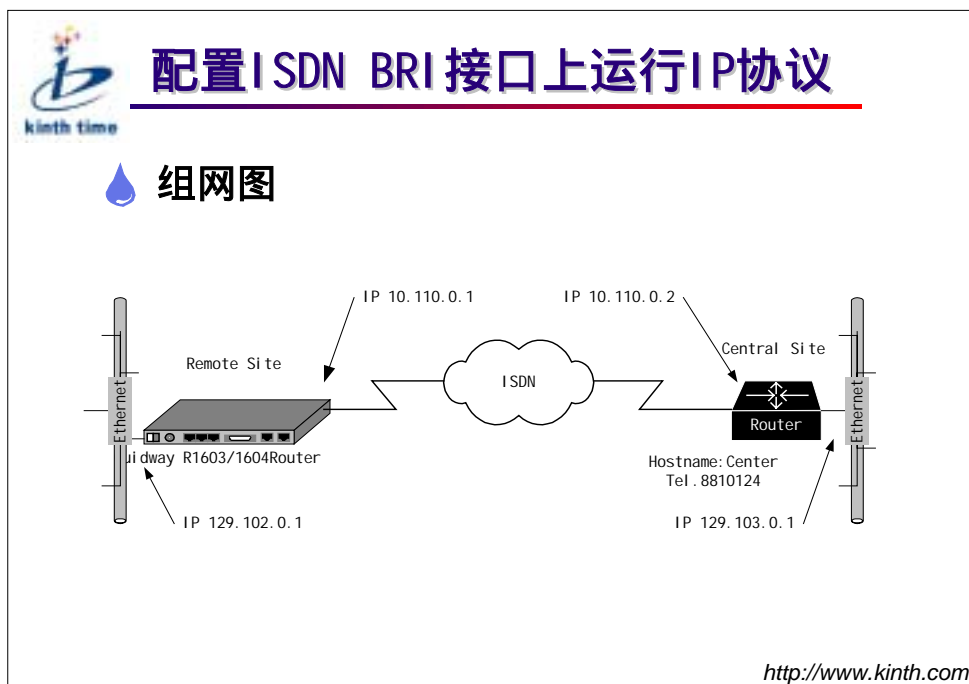 kinth time
配置ISDN BRI接口上运行IP协议
组网图
IP 10.110.0.1
IP 10.110.0.2
Remote Site
Central Site
ISDN
Ethernet
Router
Ethernet
uidway R1603/1604Router
Hostname:Center
Tel.8810124
IP 129.102.0.1
IP 129.103.0.1
http://www.kinth.com